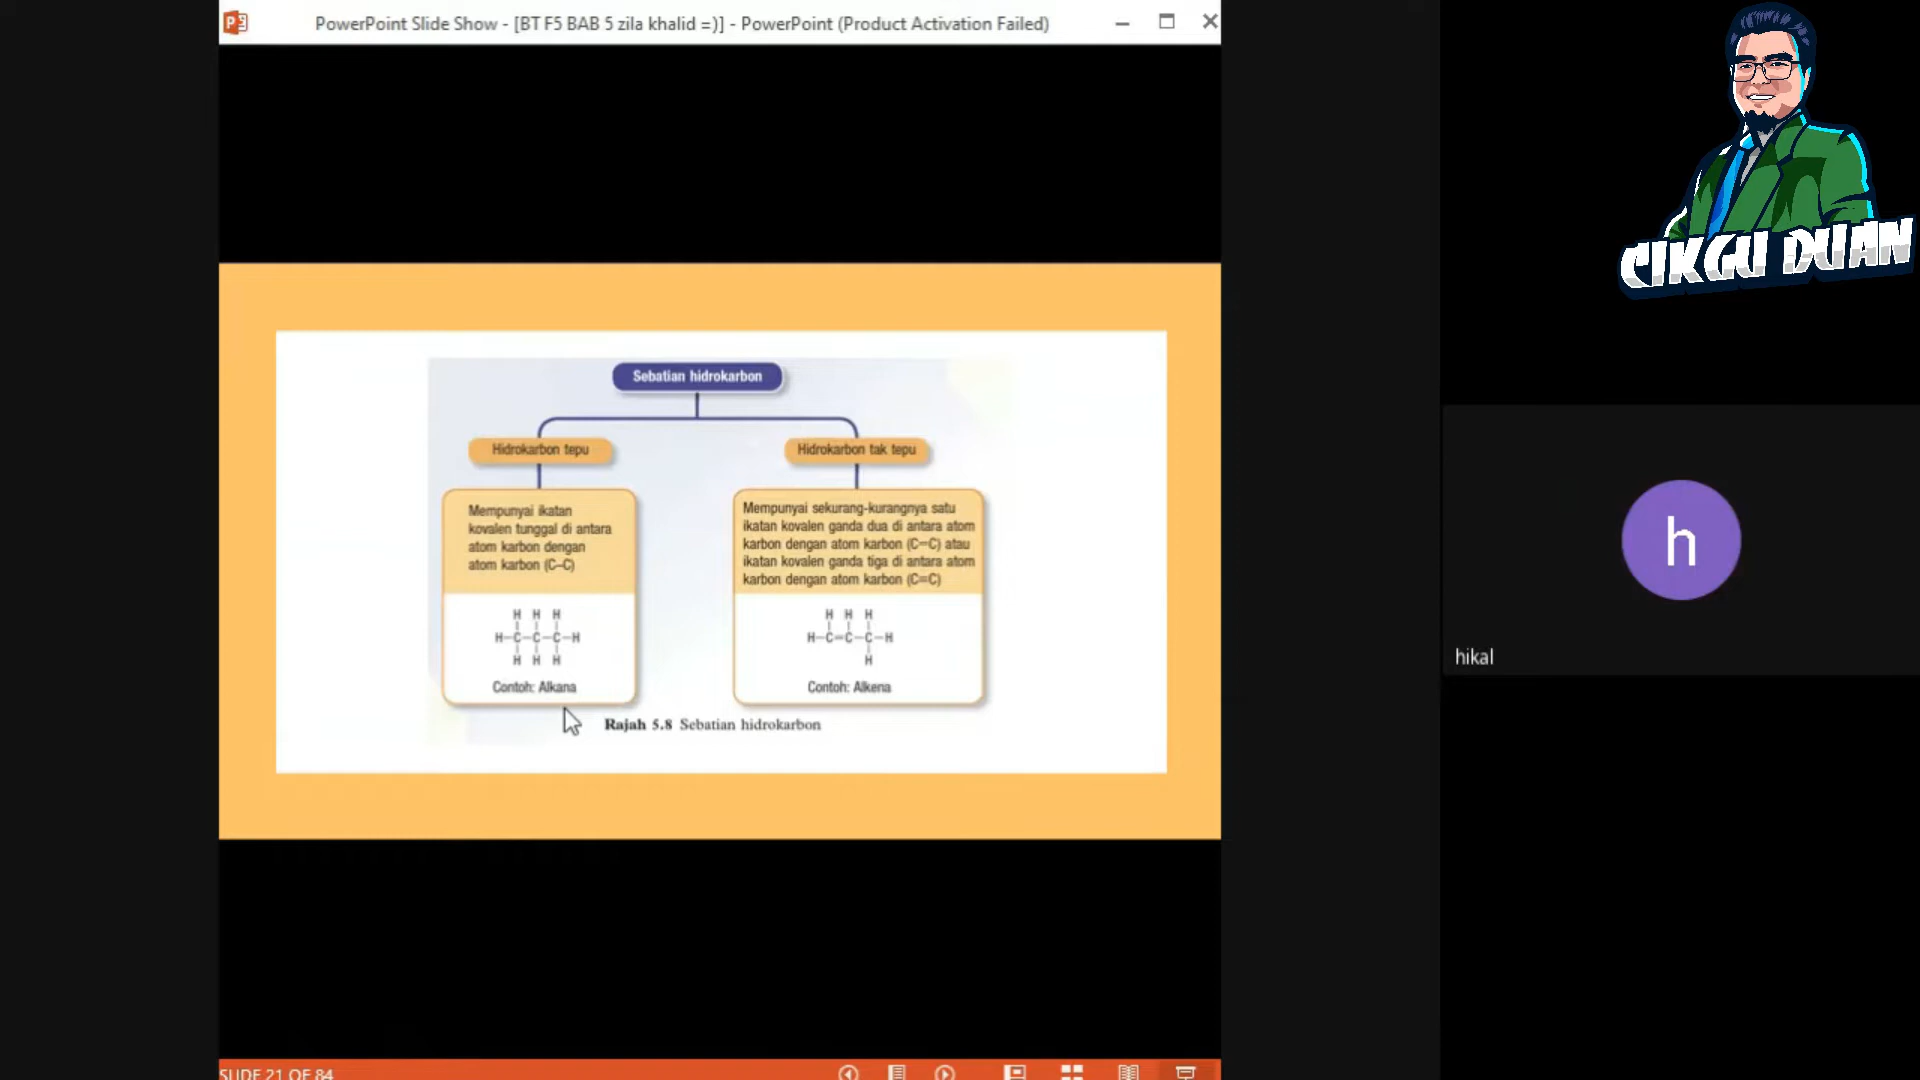 PowerPoint Slide Show - [BT F5 BAB 5 zila khalid =)] - PowerPoint (Product Activation Failed)
CIKGU DUAN
Sebatian hidrokarbon
Hidrokarbon tepu
Hidrokarbon tak tepu
Mempunyai ikatan
kovalen tunggal di antara
atom karbon dengan
atom karbon (C–C)
Mempunyai sekurang-kurangnya satu
ikatan kovalen ganda dua di antara atom
karbon dengan atom karbon (C=C) atau
ikatan kovalen ganda tiga di antara atom
karbon dengan atom karbon (C≡C)
H H H
H–C–C–C–H
H H H
Contoh: Alkana
H H H
H–C=C–C–H
H
Contoh: Alkena
Rajah 5.8 Sebatian hidrokarbon
h
hikal
SLIDE 21 OF 84